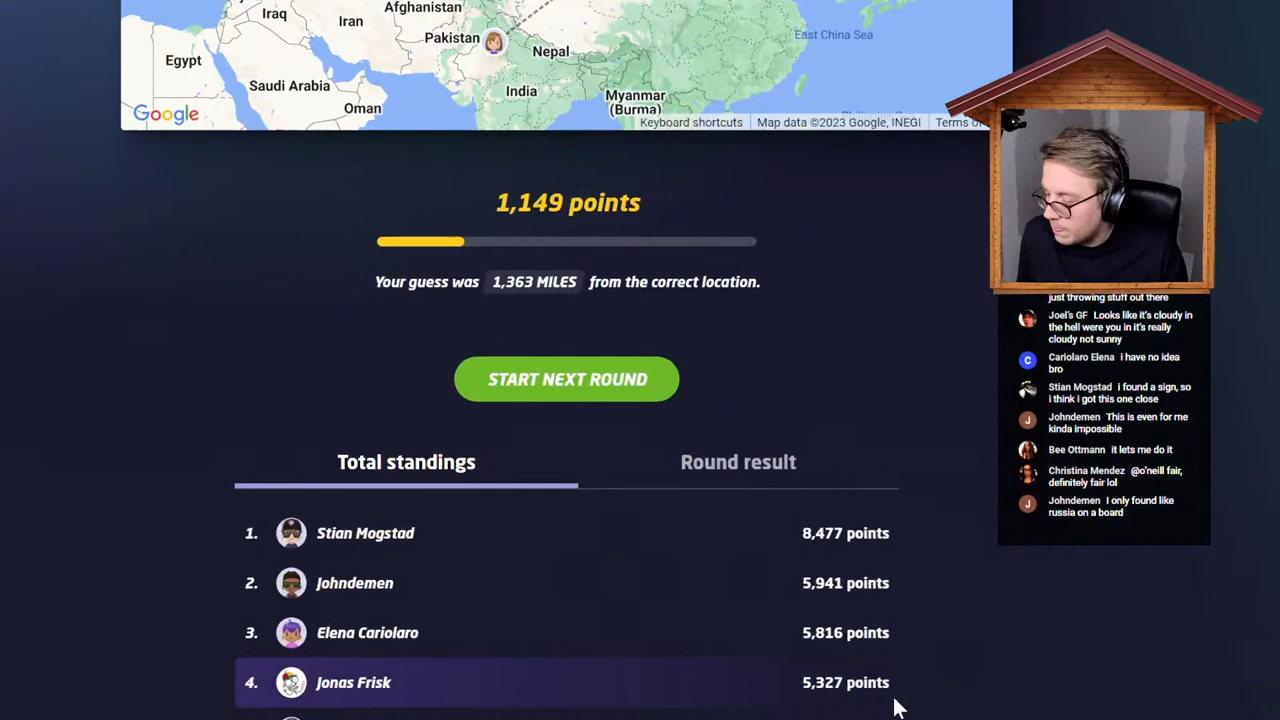 Iraq
Iran
Afghanistan
Pakistan
Egypt
Nepal
East China Sea
Saudi Arabia
India
Oman
Myanmar
(Burma)
Google
Keyboard shortcuts
Map data ©2023 Google, INEGI
1,149 points
Your guess was 1,363 MILES from the correct location.
START NEXT ROUND
Total standings
Round result
1. Stian Mogstad 8,477 points
2. Johndemen 5,941 points
3. Elena Cariolaro 5,816 points
4. Jonas Frisk 5,327 points
just throwing stuff out there
Joel's GF Looks like it's cloudy in
the hell were you in it's really
cloudy not sunny
Cariolaro Elena i have no idea
bro
Stian Mogstad i found a sign, so
i think i got this one close
Johndemen This is even for me
kinda impossible
Bee Ottmann it lets me do it
Christina Mendez @o'neill fair,
definitely fair lol
Johndemen I only found like
russia on a board